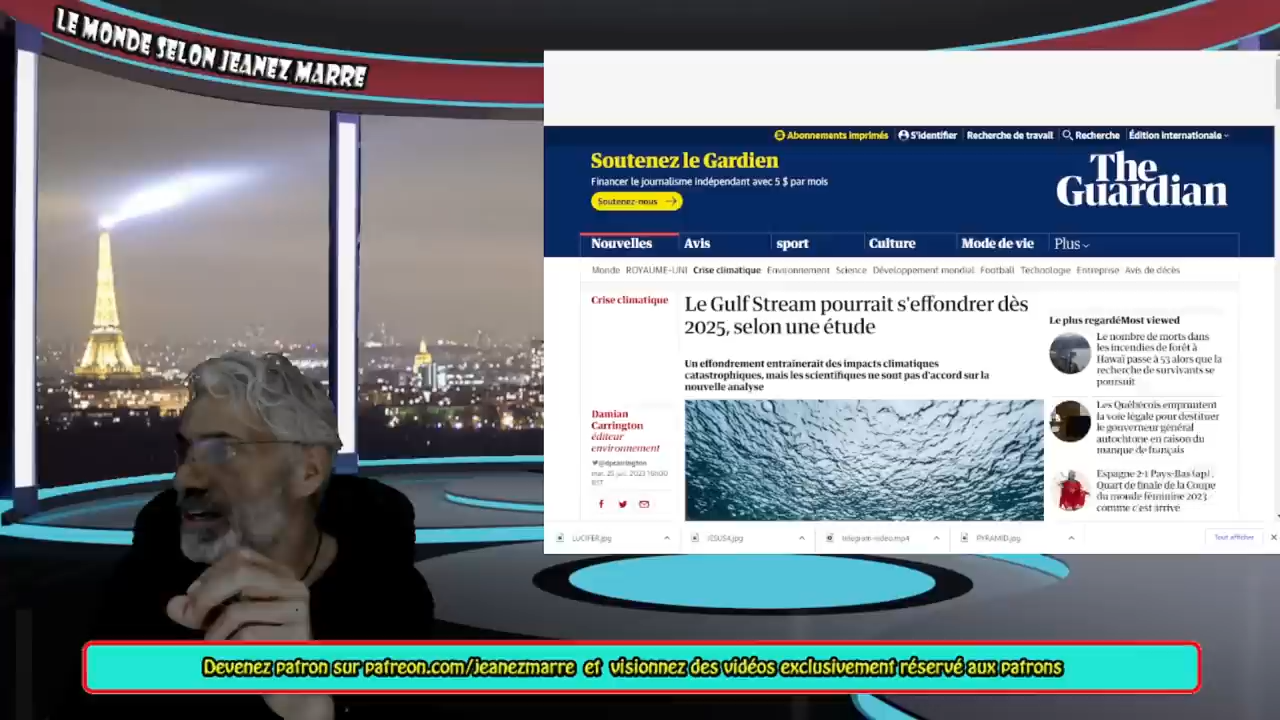 LE MONDE SELON JEANEZ MARRE
Abonnements imprimés
S'identifier
Recherche de travail
Recherche
Édition internationale
Soutenez le Gardien
Financer le journalisme indépendant avec 5 $ par mois
Soutenez-nous
The
Guardian
Nouvelles
Avis
sport
Culture
Mode de vie
Plus
Monde ROYAUME-UNI Crise climatique Environnement Science Développement mondial Football Technologie Entreprise Avis de décès
Crise climatique
Le Gulf Stream pourrait s'effondrer dès
2025, selon une étude
Un effondrement entraînerait des impacts climatiques
catastrophiques, mais les scientifiques ne sont pas d'accord sur la
nouvelle analyse
Damian
Carrington
éditeur
environnement
@dpcarrington
mar. 25 juil. 2023 16h00
BST
Le plus regardéMost viewed
Le nombre de morts dans
les incendies de forêt à
Hawaï passe à 53 alors que la
recherche de survivants se
poursuit
Les Québécois empruntent
la voie légale pour destituer
le gouverneur général
autochtone en raison du
manque de français
Espagne 2-1 Pays-Bas (ap) :
Quart de finale de la Coupe
du monde féminine 2023
comme c'est arrivé
LUCIFER.jpg
JESUS4.jpg
telegram-video.mp4
PYRAMID.jpg
Tout afficher
Devenez patron sur patreon.com/jeanezmarre et visionnez des vidéos exclusivement réservé aux patrons